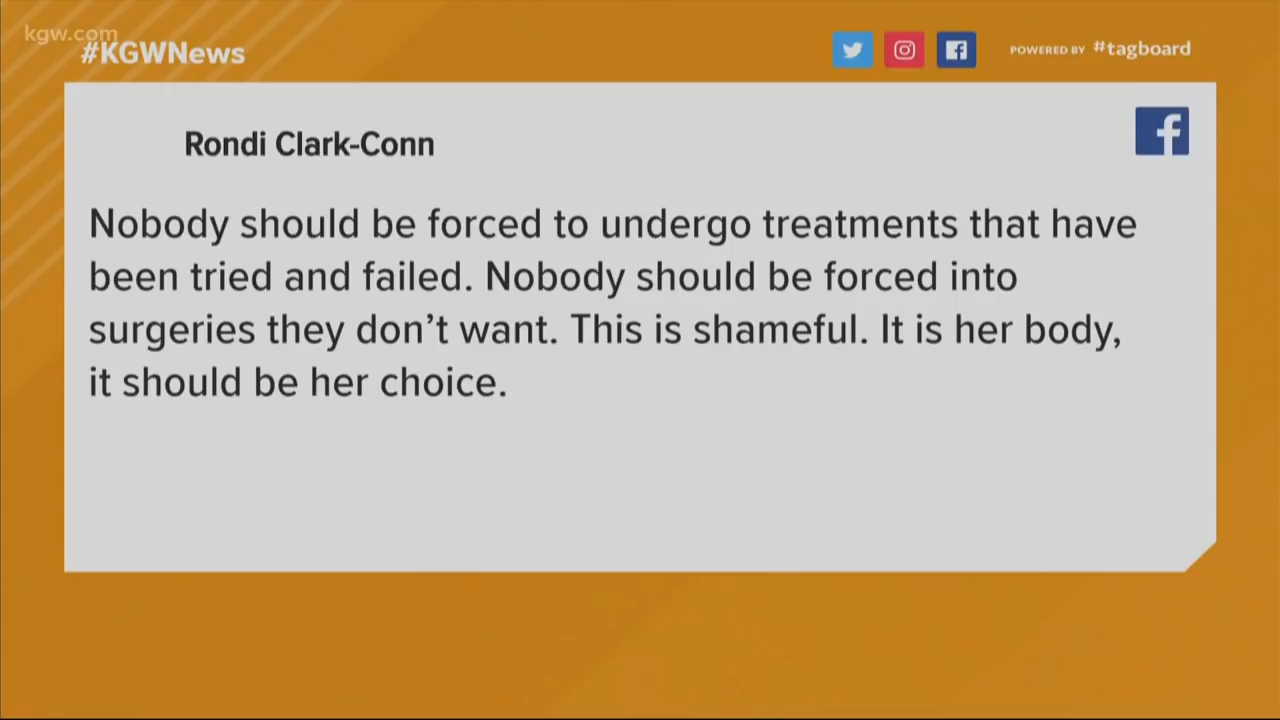 kgw.com
#KGWNews
POWERED BY #tagboard
Rondi Clark-Conn
Nobody should be forced to undergo treatments that have
been tried and failed. Nobody should be forced into
surgeries they don’t want. This is shameful. It is her body,
it should be her choice.